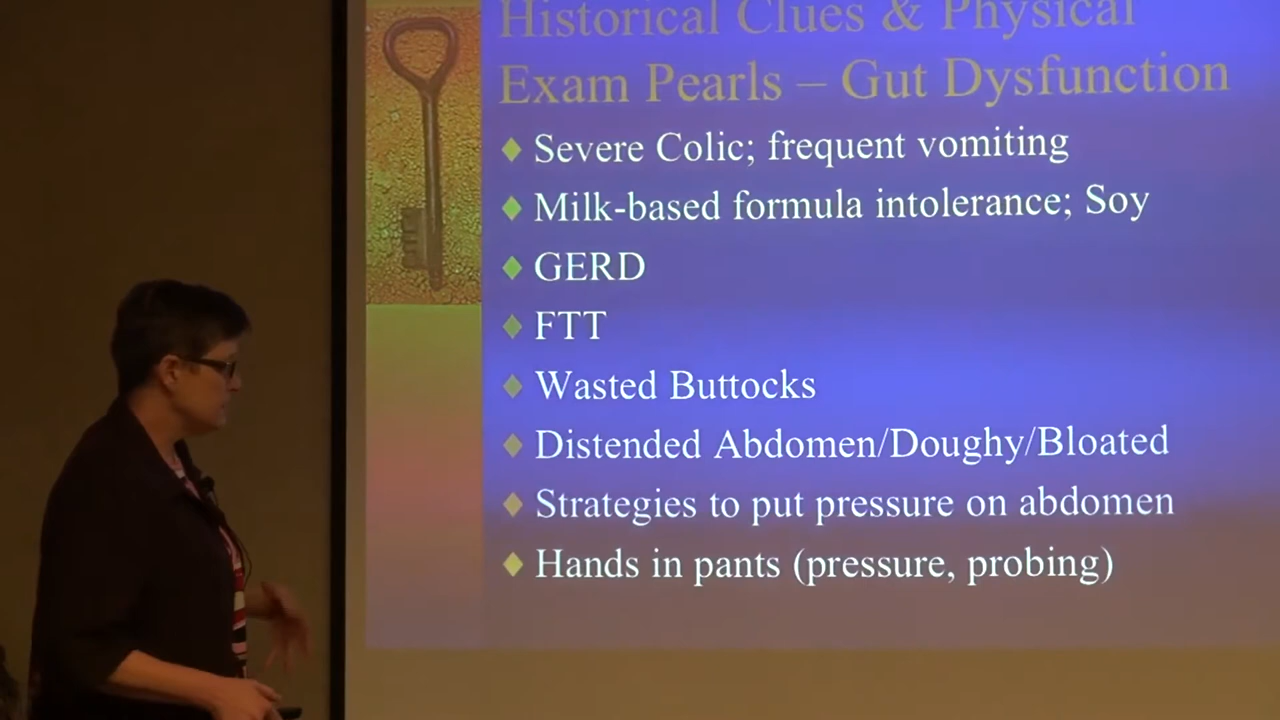 Historical Clues & Physical
Exam Pearls – Gut Dysfunction
Severe Colic; frequent vomiting
Milk-based formula intolerance; Soy
GERD
FTT
Wasted Buttocks
Distended Abdomen/Doughy/Bloated
Strategies to put pressure on abdomen
Hands in pants (pressure, probing)